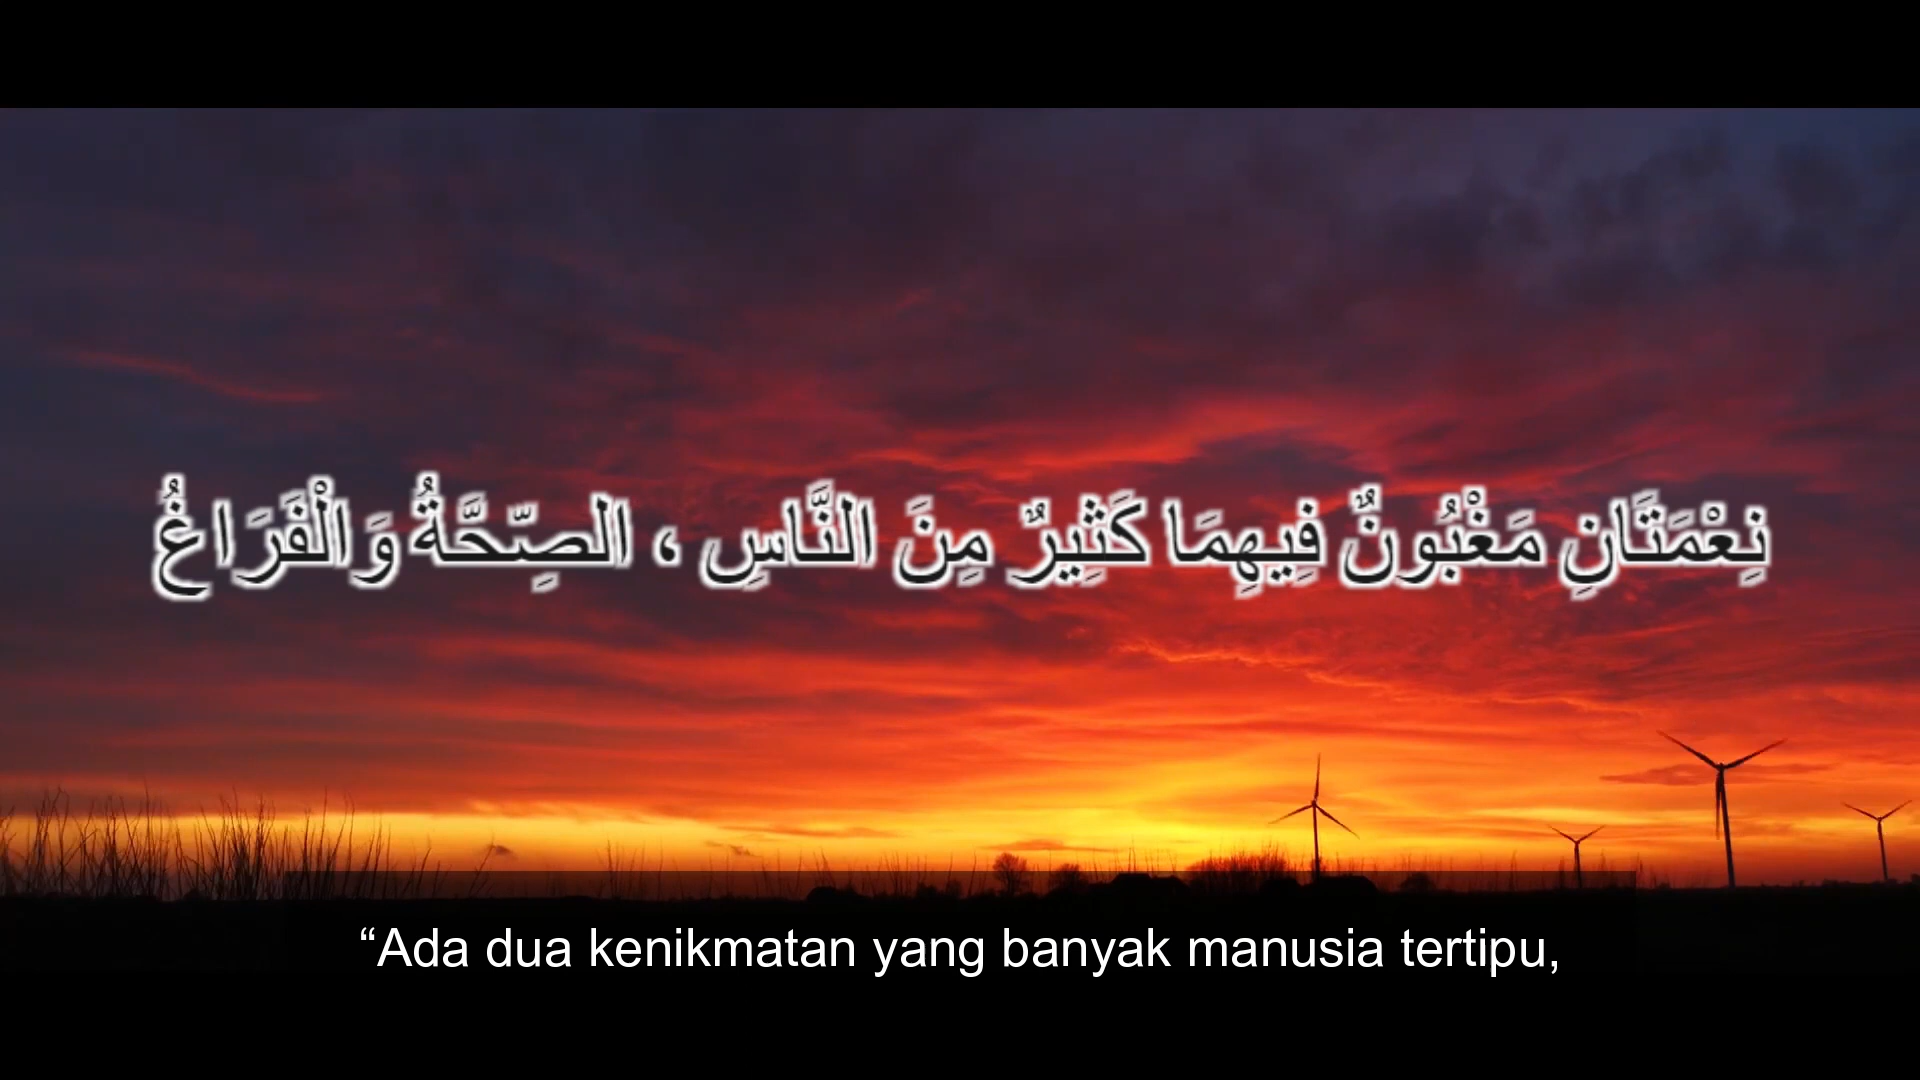 نِعْمَتَانِ مَغْبُونٌ فِيهِمَا كَثِيرٌ مِنَ النَّاسِ ، الصِّحَّةُ وَالْفَرَاغُ
“Ada dua kenikmatan yang banyak manusia tertipu,